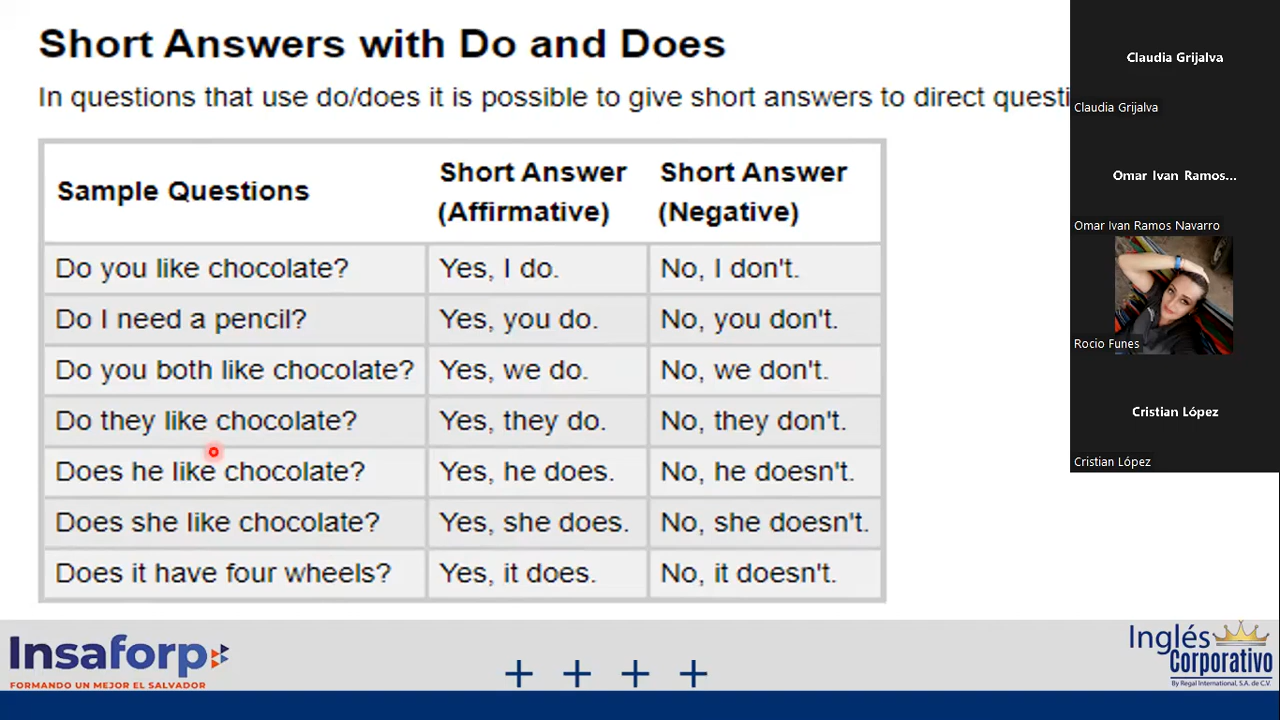 Short Answers with Do and Does
In questions that use do/does it is possible to give short answers to direct questi
Sample Questions
Short Answer
(Affirmative)
Short Answer
(Negative)
Do you like chocolate? Yes, I do. No, I don't.
Do I need a pencil? Yes, you do. No, you don't.
Do you both like chocolate? Yes, we do. No, we don't.
Do they like chocolate? Yes, they do. No, they don't.
Does he like chocolate? Yes, he does. No, he doesn't.
Does she like chocolate? Yes, she does. No, she doesn't.
Does it have four wheels? Yes, it does. No, it doesn't.
Claudia Grijalva
Claudia Grijalva
Omar Ivan Ramos...
Omar Ivan Ramos Navarro
Rocio Funes
Cristian López
Cristian López
Insaforp
FORMANDO UN MEJOR EL SALVADOR
Inglés
Corporativo
By Regal International, S.A. de C.V.